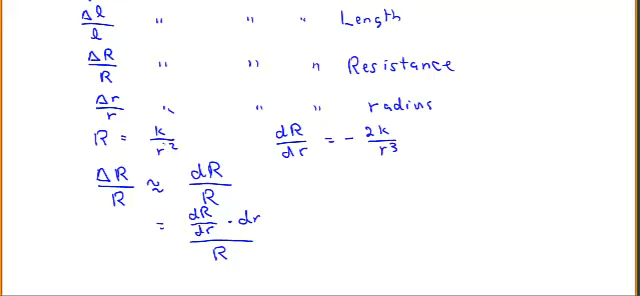 Δl/l " " " Length
ΔR/R " " " Resistance
Δr/r " " " radius
R = k/r² dR/dr = - 2k/r³
ΔR/R ≈ dR/R
= (dR/dr · dr)/R